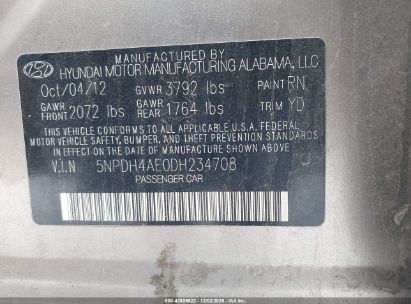 MANUFACTURED BY
HYUNDAI MOTOR MANUFACTURING ALABAMA, LLC
Oct/04/12 GVWR 3792 lbs PAINT RN
GAWR FRONT 2072 lbs GAWR REAR 1764 lbs TRIM YD
THIS VEHICLE CONFORMS TO ALL APPLICABLE U.S.A FEDERAL
MOTOR VEHICLE SAFETY, BUMPER, AND THEFT PREVENTION
STANDARDS IN EFFECT ON THE DATE OF MANUFACTURE SHOWN ABOVE
V.I.N 5NPDH4AE0DH234708
PASSENGER CAR